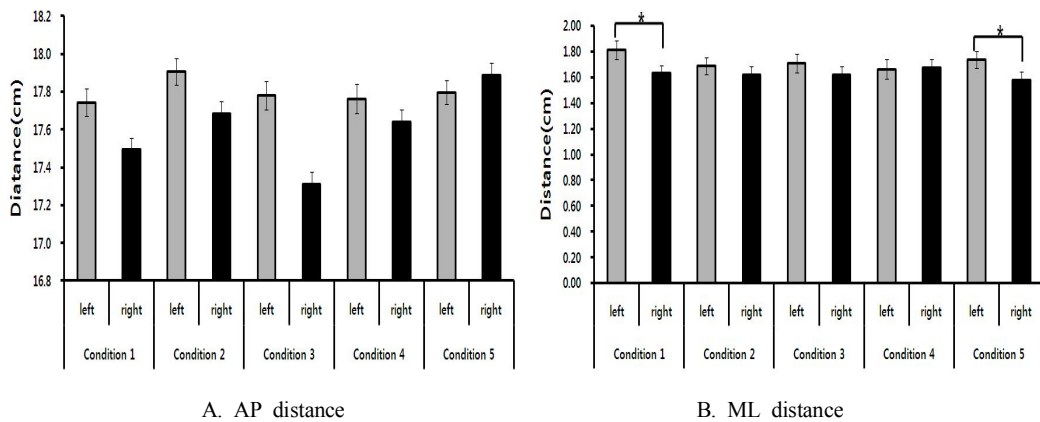 18.2
18.0
17.8
17.6
17.4
17.2
17.0
16.8
Diatance(cm)
left right left right left right left right left right
Condition 1 Condition 2 Condition 3 Condition 4 Condition 5
A. AP distance
2.00
1.80
1.60
1.40
1.20
1.00
0.80
0.60
0.40
0.20
0.00
Distance(cm)
*
*
left right left right left right left right left right
Condition 1 Condition 2 Condition 3 Condition 4 Condition 5
B. ML distance